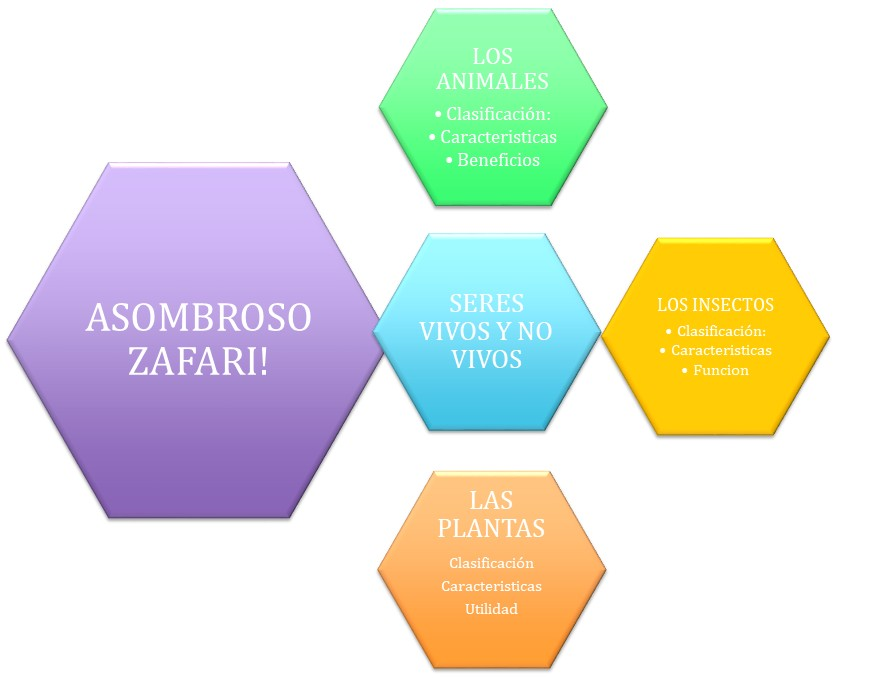 ASOMBROSO
ZAFARI!
LOS
ANIMALES
• Clasificación:
• Caracteristicas
• Beneficios
SERES
VIVOS Y NO
VIVOS
LOS INSECTOS
• Clasificación:
• Caracteristicas
• Funcion
LAS
PLANTAS
Clasificación
Caracteristicas
Utilidad